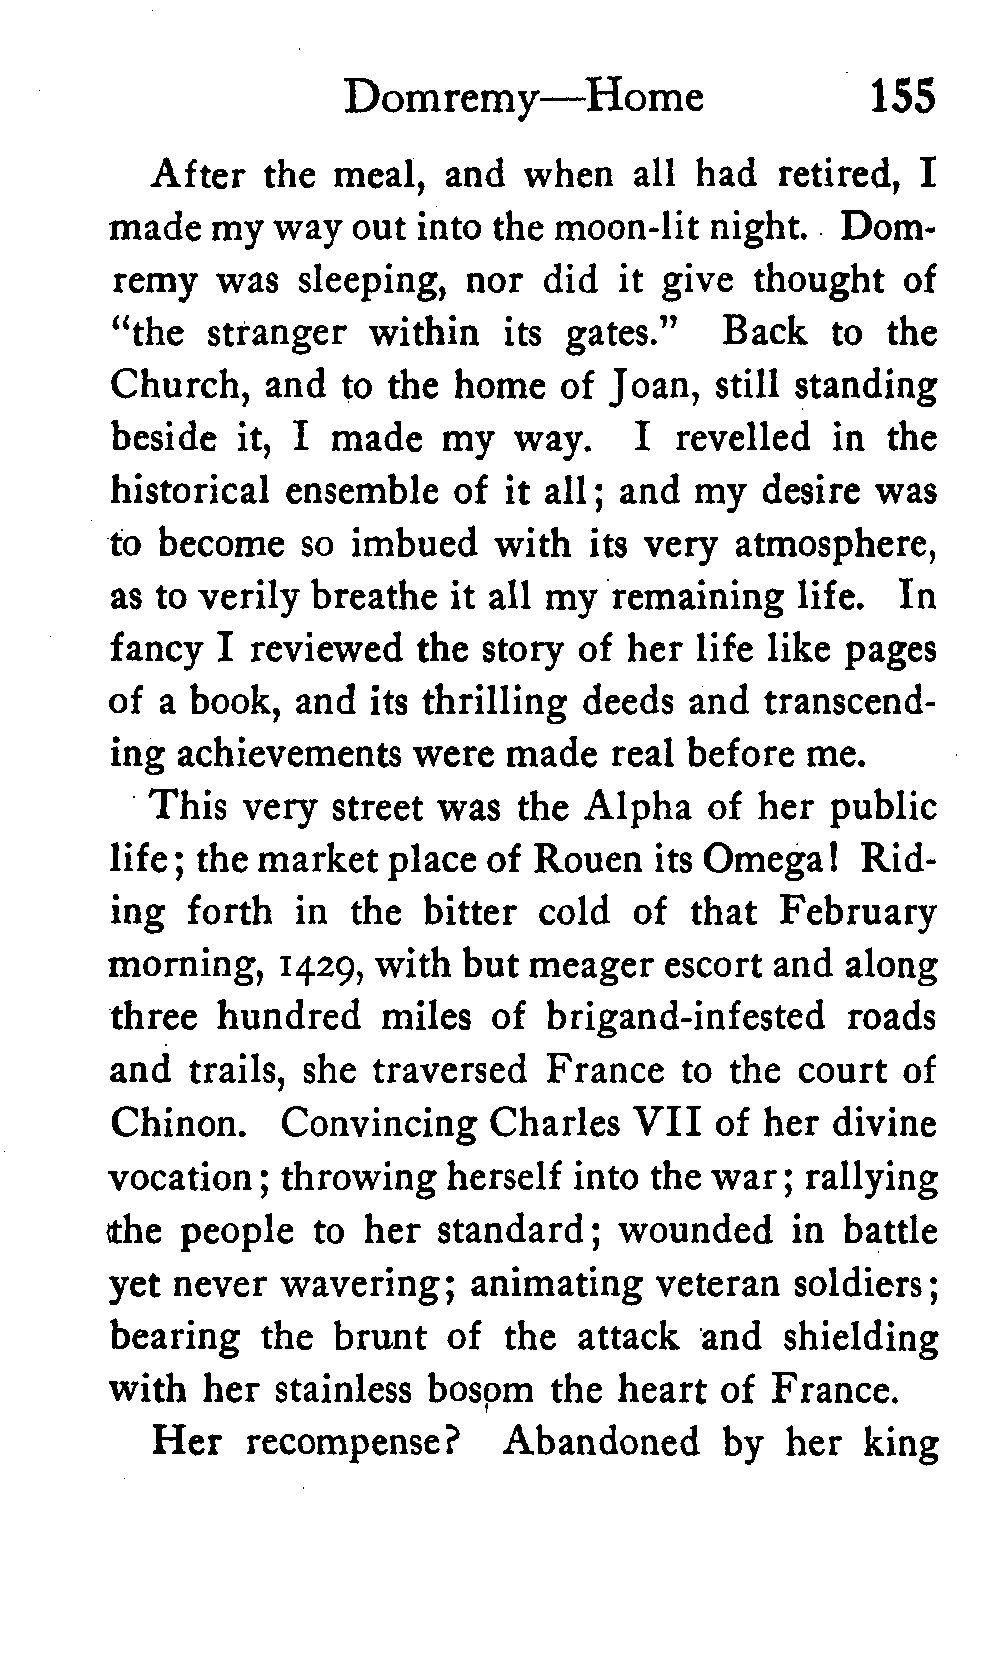 Domremy—Home 155
After the meal, and when all had retired, I
made my way out into the moon-lit night. Dom-
remy was sleeping, nor did it give thought of
“the stranger within its gates.” Back to the
Church, and to the home of Joan, still standing
beside it, I made my way. I revelled in the
historical ensemble of it all; and my desire was
to become so imbued with its very atmosphere,
as to verily breathe it all my remaining life. In
fancy I reviewed the story of her life like pages
of a book, and its thrilling deeds and transcend-
ing achievements were made real before me.
This very street was the Alpha of her public
life; the market place of Rouen its Omega! Rid-
ing forth in the bitter cold of that February
morning, 1429, with but meager escort and along
three hundred miles of brigand-infested roads
and trails, she traversed France to the court of
Chinon. Convincing Charles VII of her divine
vocation; throwing herself into the war; rallying
the people to her standard; wounded in battle
yet never wavering; animating veteran soldiers;
bearing the brunt of the attack and shielding
with her stainless bosom the heart of France.
Her recompense? Abandoned by her king